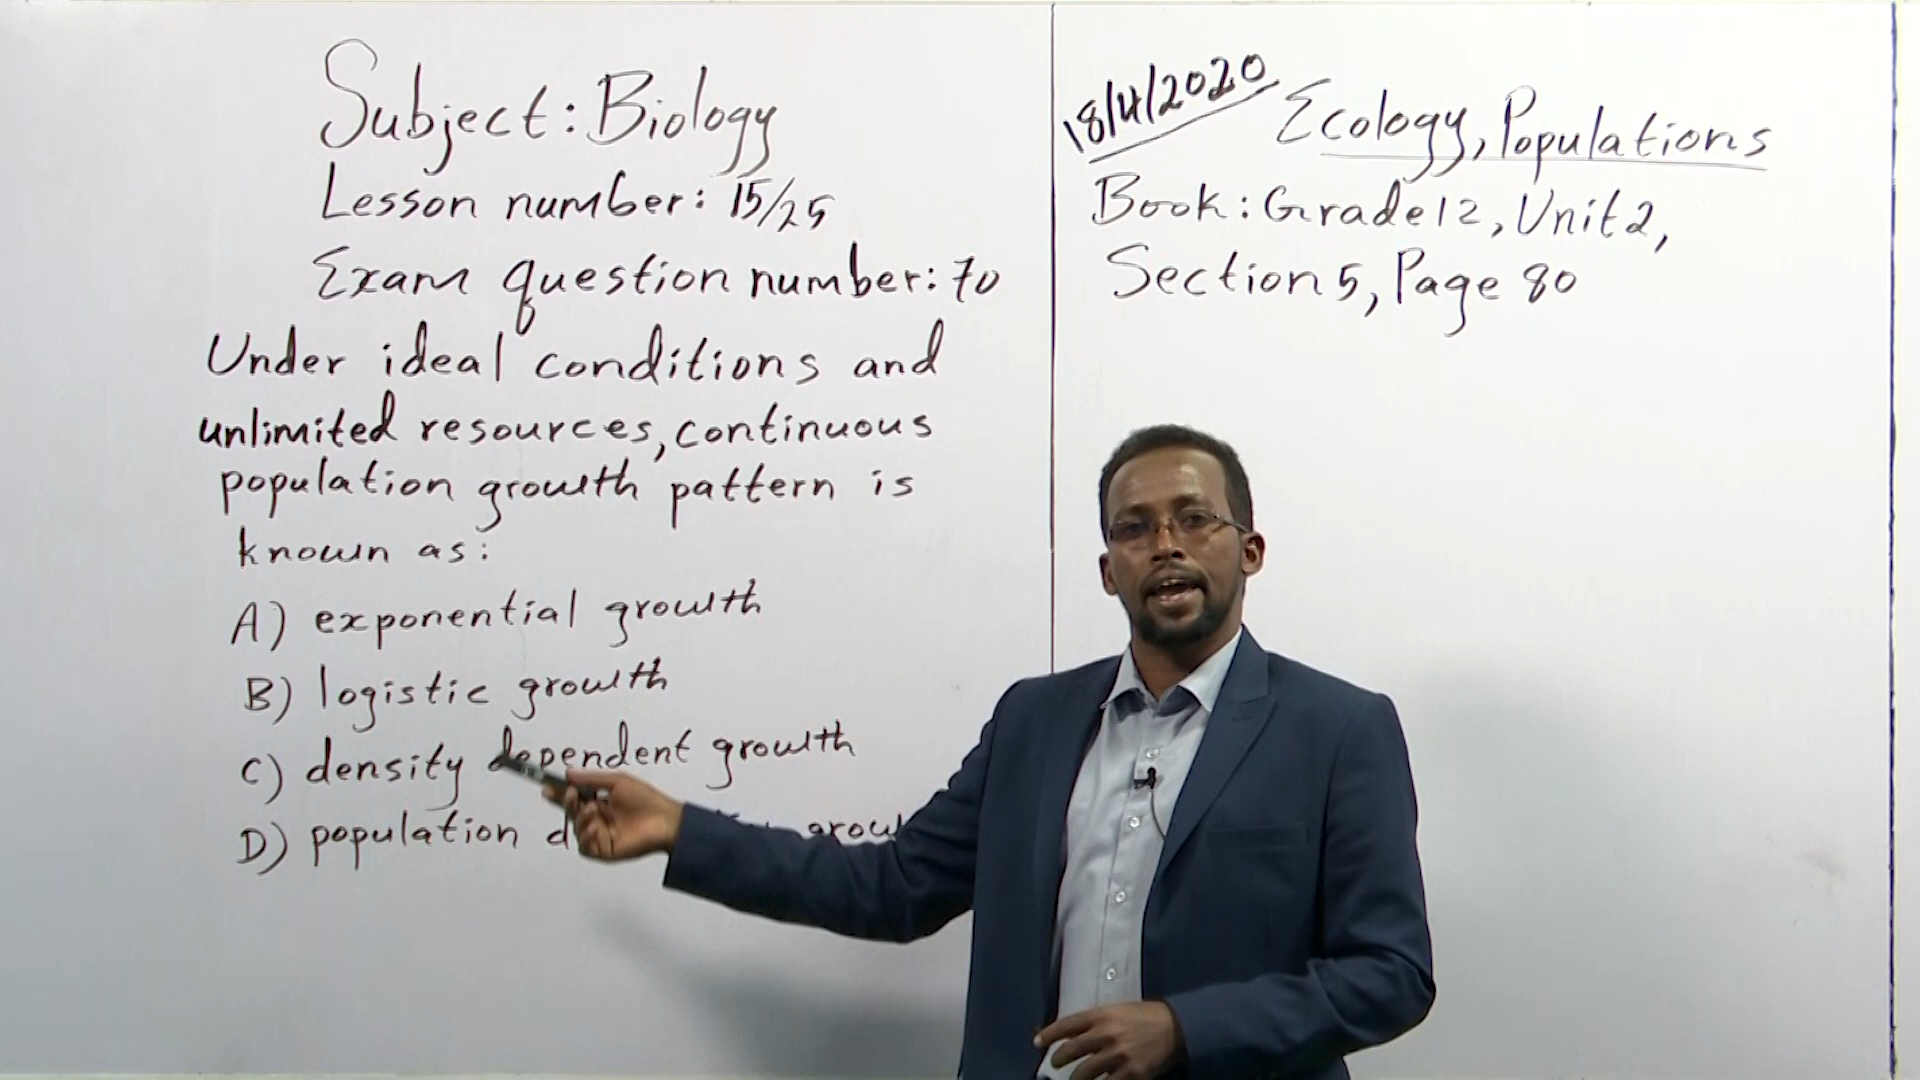 Subject: Biology
Lesson number: 15/25
Exam question number: 70
Under ideal conditions and
unlimited resources, continuous
population growth pattern is
known as:
A) exponential growth
B) logistic growth
C) density dependent growth
D) population
18/4/2020
Ecology, Populations
Book: Grade 12, Unit 2,
Section 5, Page 80